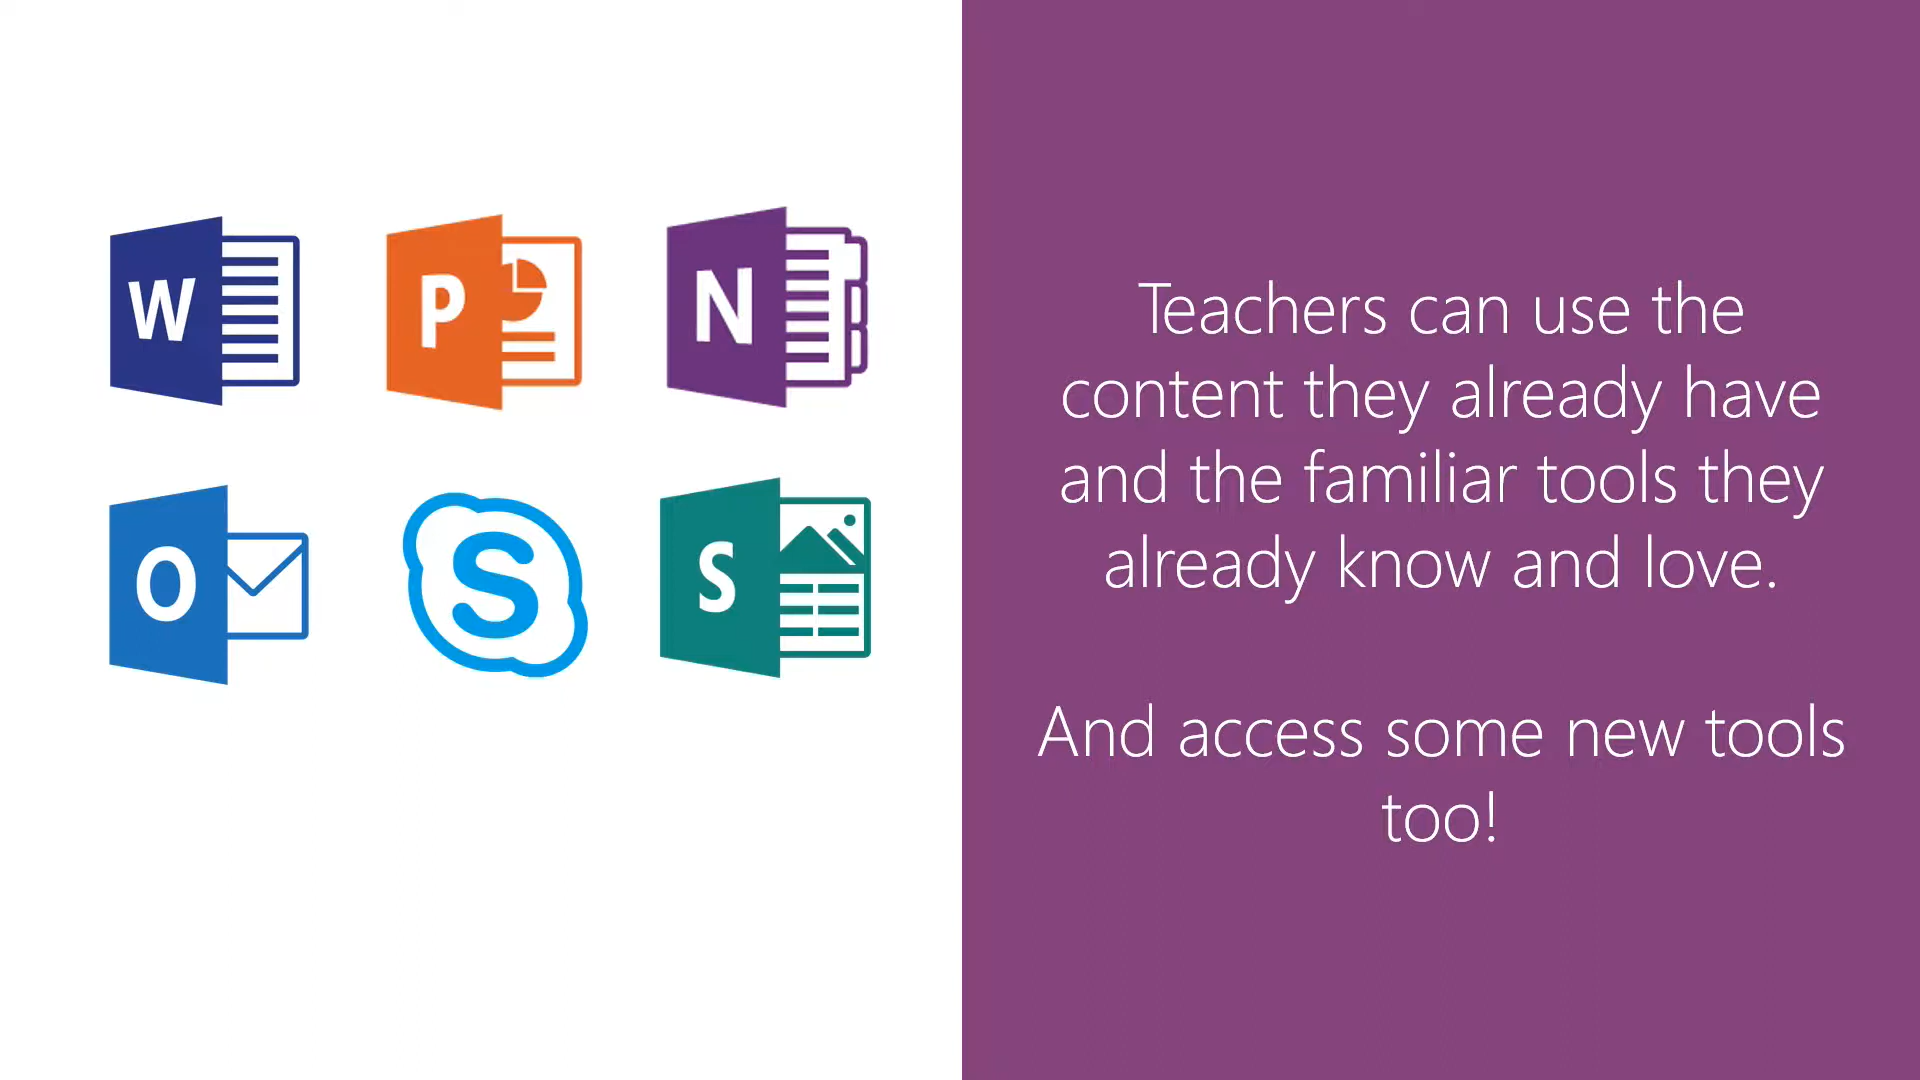 W
P
N
O
S
S
Teachers can use the
content they already have
and the familiar tools they
already know and love.
And access some new tools
too!